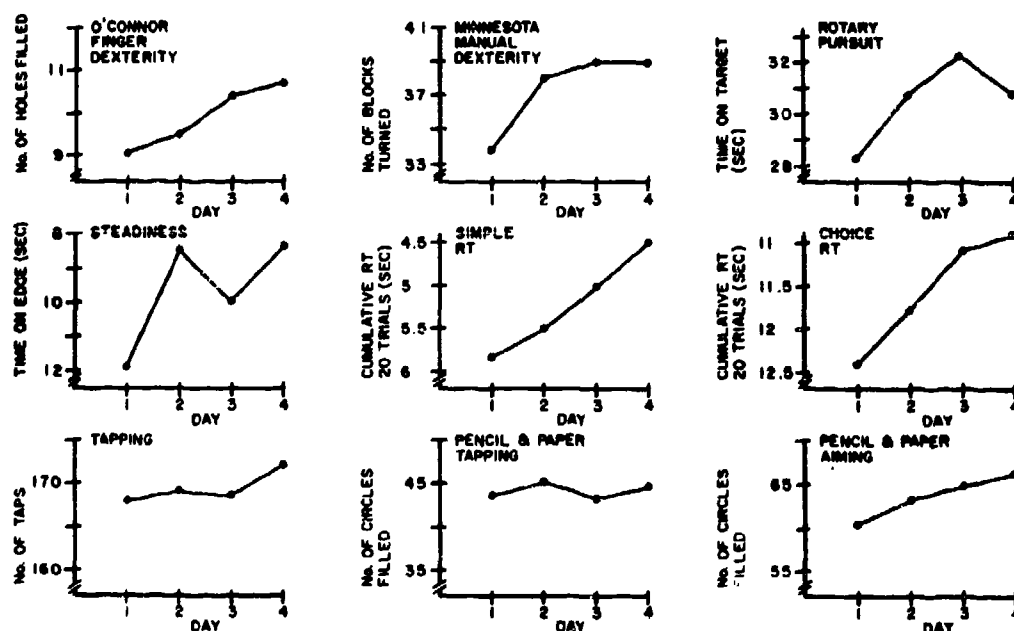 O'CONNOR
FINGER
DEXTERITY
No. OF HOLES FILLED
11
9
1 2 3 4
DAY
MINNESOTA
MANUAL
DEXTERITY
No. OF BLOCKS
TURNED
41
37
33
1 2 3 4
DAY
ROTARY
PURSUIT
TIME ON TARGET
(SEC)
32
30
28
1 2 3 4
DAY
STEADINESS
TIME ON EDGE (SEC)
8
10
12
1 2 3 4
DAY
SIMPLE
RT
CUMULATIVE RT
20 TRIALS (SEC)
4.5
5
5.5
6
1 2 3 4
DAY
CHOICE
RT
CUMULATIVE RT
20 TRIALS (SEC)
11
11.5
12
12.5
1 2 3 4
DAY
TAPPING
No. OF TAPS
170
160
1 2 3 4
DAY
PENCIL & PAPER
TAPPING
No. OF CIRCLES
FILLED
45
35
1 2 3 4
DAY
PENCIL & PAPER
AIMING
No. OF CIRCLES
FILLED
65
55
1 2 3 4
DAY